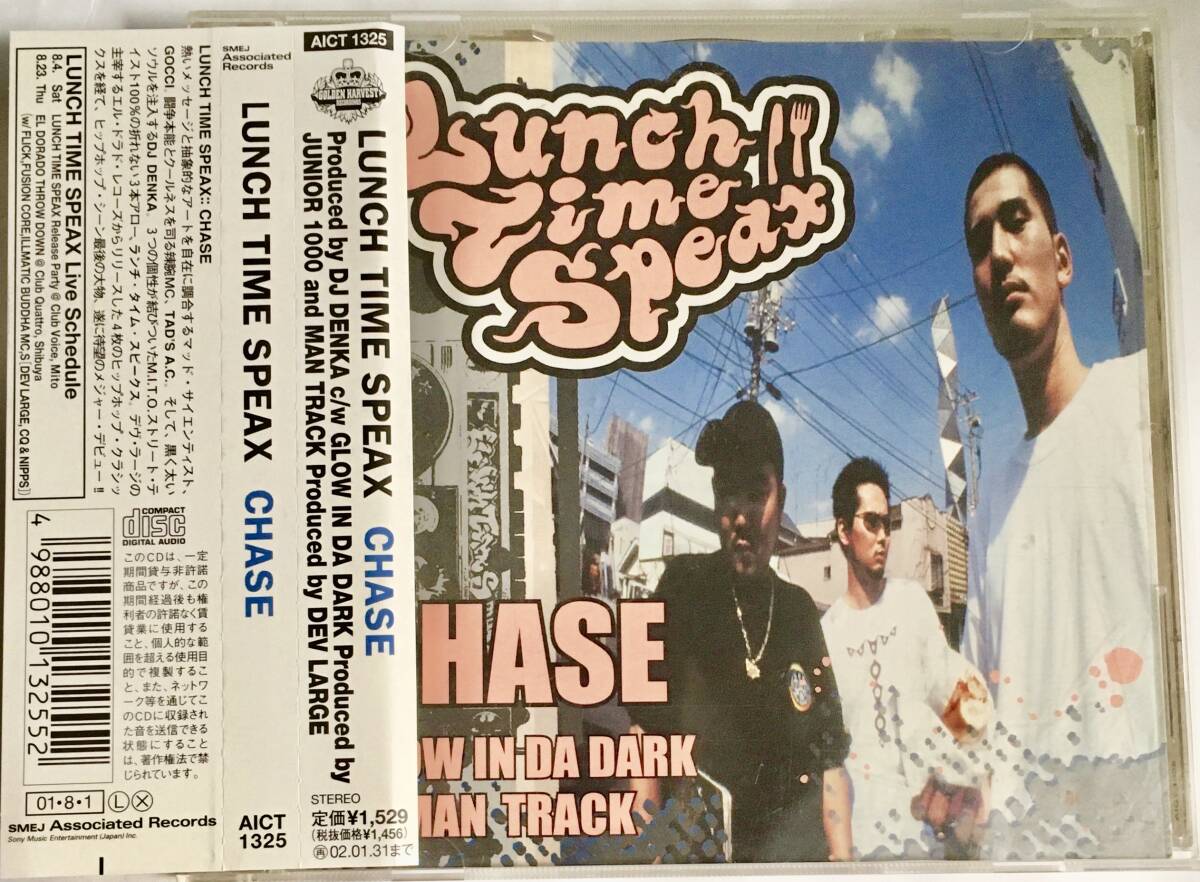 LUNCH TIME SPEAX Live Schedule
8.4. Sat LUNCH TIME SPEAX Release Party @ Club Voice, Mito
8.23. Thu EL DORADO THROW DOWN @ Club Quattro, Shibuya
(w/FLICK,FUSION CORE,ILLMATIC BUDDHA MC,S [DEV LARGE, CQ & NIPPS])
LUNCH TIME SPEAX:: CHASE
熱いメッセージと抽象的なアートを自在に調合するマッド・サイエンティスト、
GOCCI、闘争本能とクールネスを司る辣腕MC、TAD'S A.C.、そして、黒く太い
ソウルを注入するDJ DENKA。3つの個性が結びついたM.I.T.O.ストリート・テ
イスト100%の折れない3本アロー、ランチ・タイム・スピークス。デヴ・ラージの
主宰するエル・ドラド・レコーズからリリースした4枚のヒップホップ・クラシッ
クスを経て、ヒップホップ・シーン最後の大物、遂に待望のメジャー・デビュー!!
4 988010 132552
COMPACT
disc
DIGITAL AUDIO
このCDは、一定
期間貸与非許諾
商品ですが、この
期間経過後も権
利者の許諾なく賃
貸業に使用する
こと、個人的な範
囲を超える使用目
的で複製するこ
と、また、ネットワ
ーク等を通じてこ
のCDに収録され
た音を送信できる
状態にすること
は、著作権法で禁
じられています。
01・8・1 L X
SMEJ Associated Records
Sony Music Entertainment (Japan) Inc.
SMEJ
Associated
Records
LUNCH TIME SPEAX CHASE
AICT
1325
AICT 1325
GOLDEN HARVEST
RECORDINGS
LUNCH TIME SPEAX CHASE
Produced by DJ DENKA c/w GLOW IN DA DARK Produced by
JUNIOR 1000 and MAN TRACK Produced by DEV LARGE
STEREO
定価¥1,529
(税抜価格¥1,456)
再02.01.31まで
Lunch
Time
Speax
HASE
OW IN DA DARK
MAN TRACK